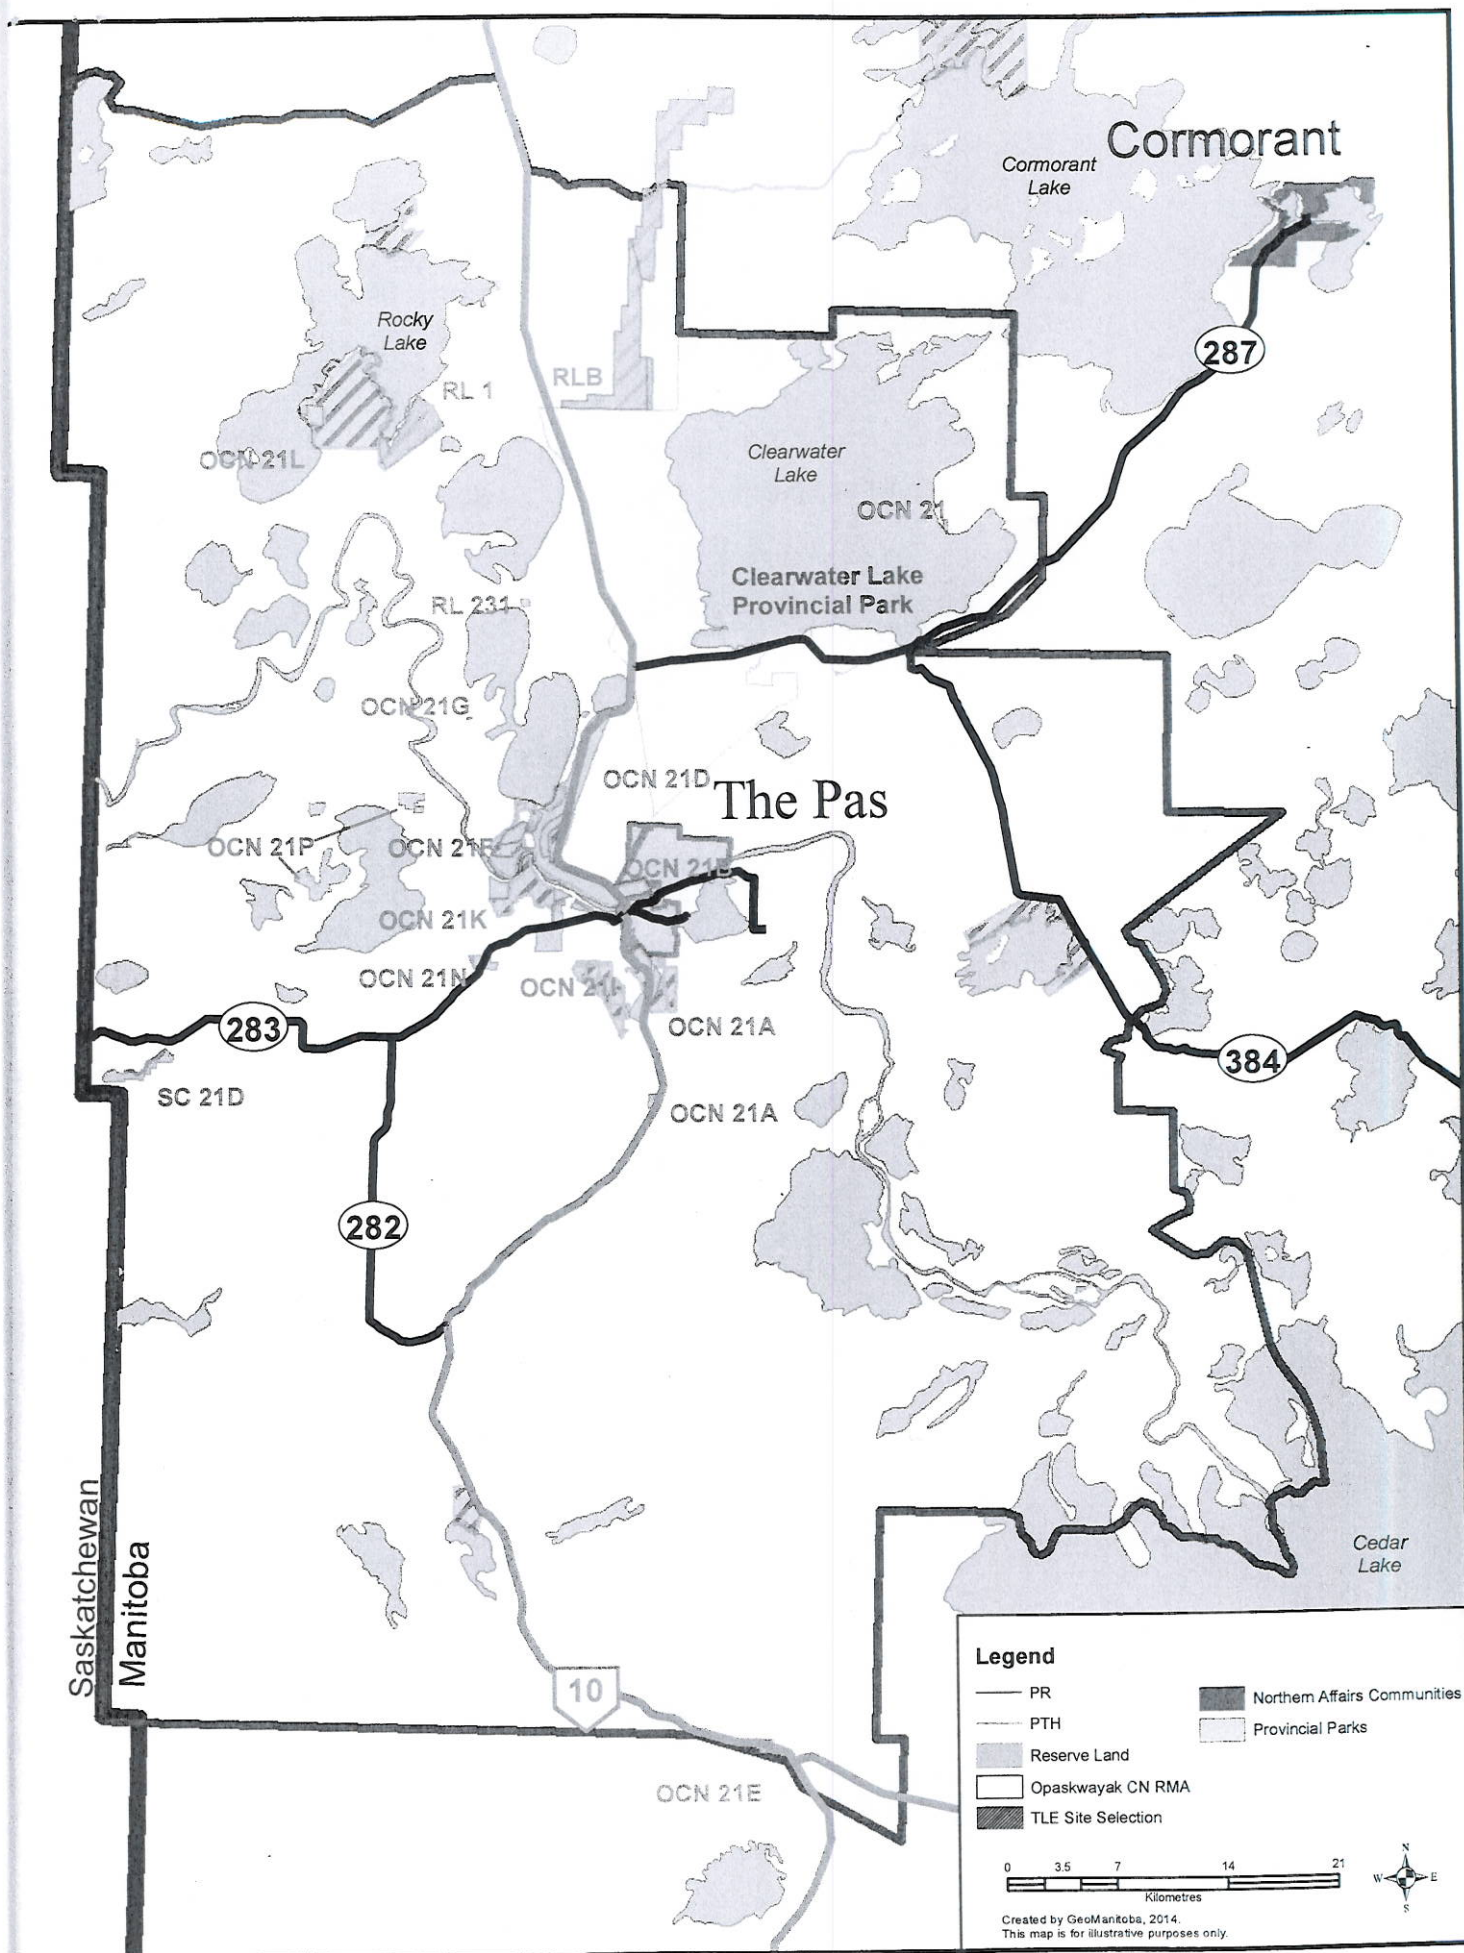 Cormorant
Cormorant
Lake
Rocky
Lake
287
RL 1
RLB
OCN 21L
Clearwater
Lake
OCN 21
Clearwater Lake
Provincial Park
RL 231
OCN 21G
OCN 21D
The Pas
OCN 21P
OCN 21B
OCN 21K
OCN 21N
OCN 21I
283
OCN 21A
384
SC 21D
OCN 21A
282
Saskatchewan
Manitoba
Cedar
Lake
10
OCN 21E
Legend
PR
PTH
Reserve Land
Opaskwayak CN RMA
TLE Site Selection
Northern Affairs Communities
Provincial Parks
0 3.5 7 14 21
Kilometres
N
W E
S
Created by GeoManitoba, 2014.
This map is for illustrative purposes only.